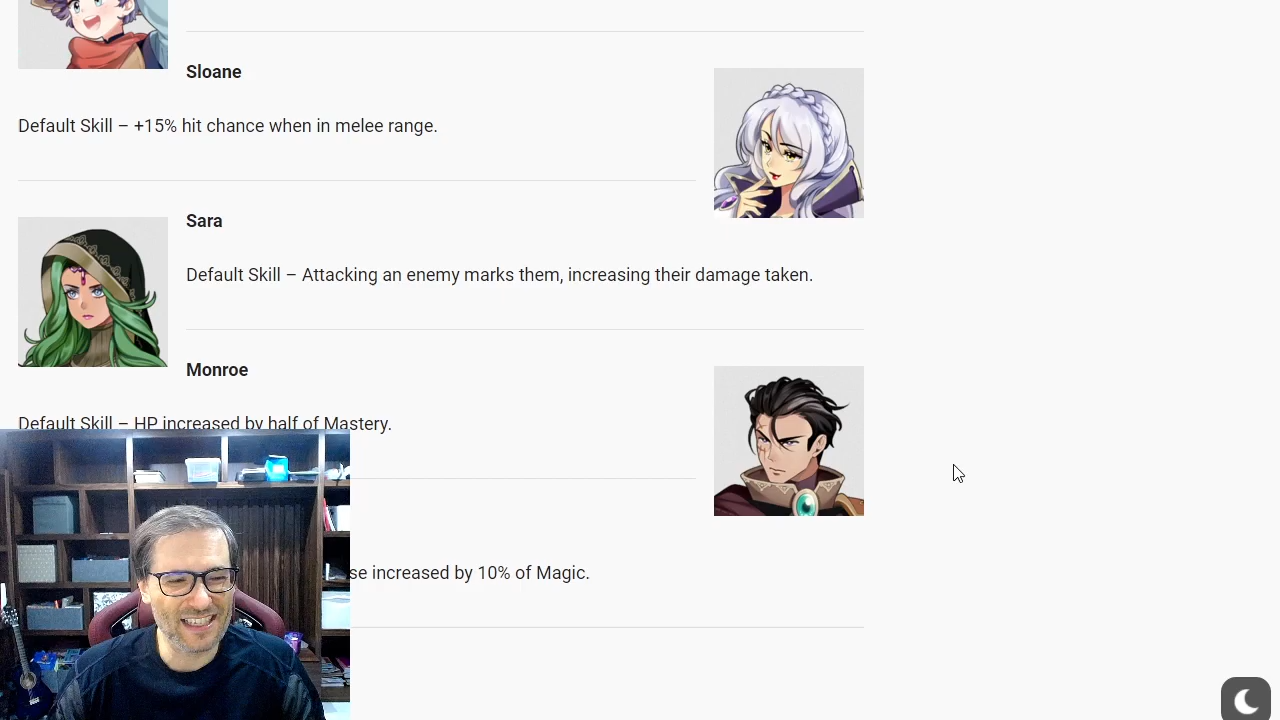 Sloane
Default Skill – +15% hit chance when in melee range.
Sara
Default Skill – Attacking an enemy marks them, increasing their damage taken.
Monroe
Default Skill – HP increased by half of Mastery.
increased by 10% of Magic.